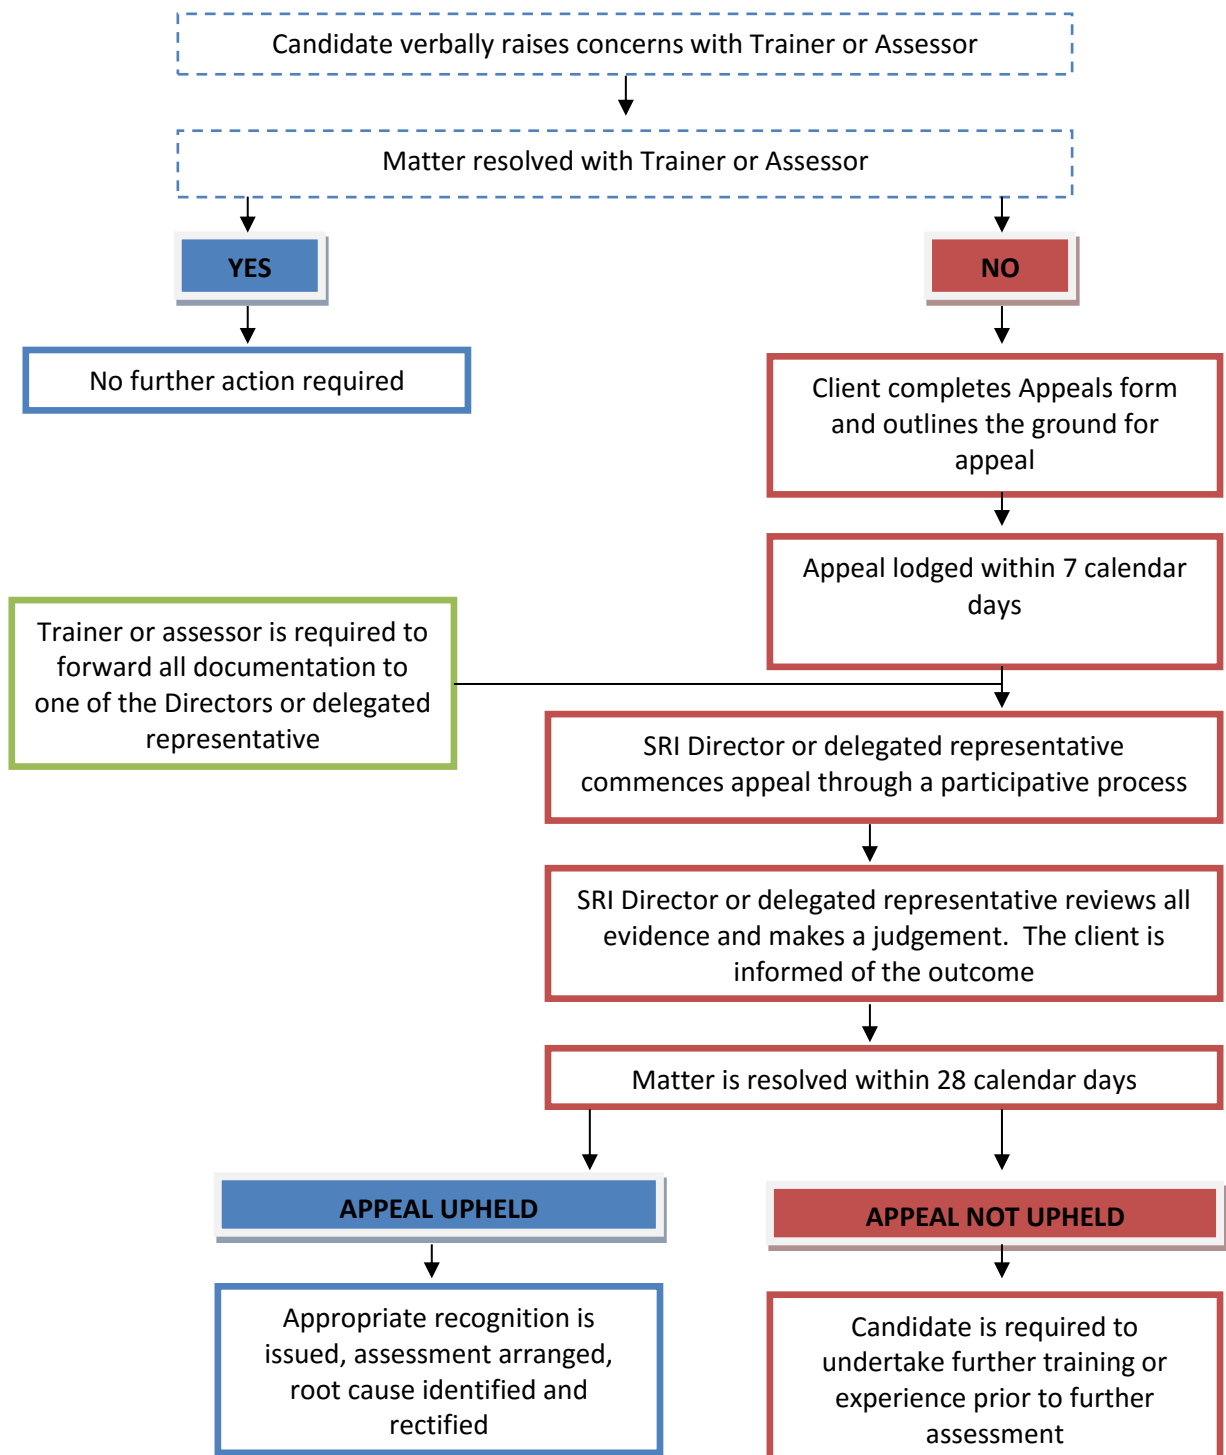 Candidate verbally raises concerns with Trainer or Assessor
Matter resolved with Trainer or Assessor
YES
NO
No further action required
Client completes Appeals form
and outlines the ground for
appeal
Appeal lodged within 7 calendar
days
Trainer or assessor is required to
forward all documentation to
one of the Directors or delegated
representative
SRI Director or delegated representative
commences appeal through a participative process
SRI Director or delegated representative reviews all
evidence and makes a judgement.  The client is
informed of the outcome
Matter is resolved within 28 calendar days
APPEAL UPHELD
APPEAL NOT UPHELD
Appropriate recognition is
issued, assessment arranged,
root cause identified and
rectified
Candidate is required to
undertake further training or
experience prior to further
assessment